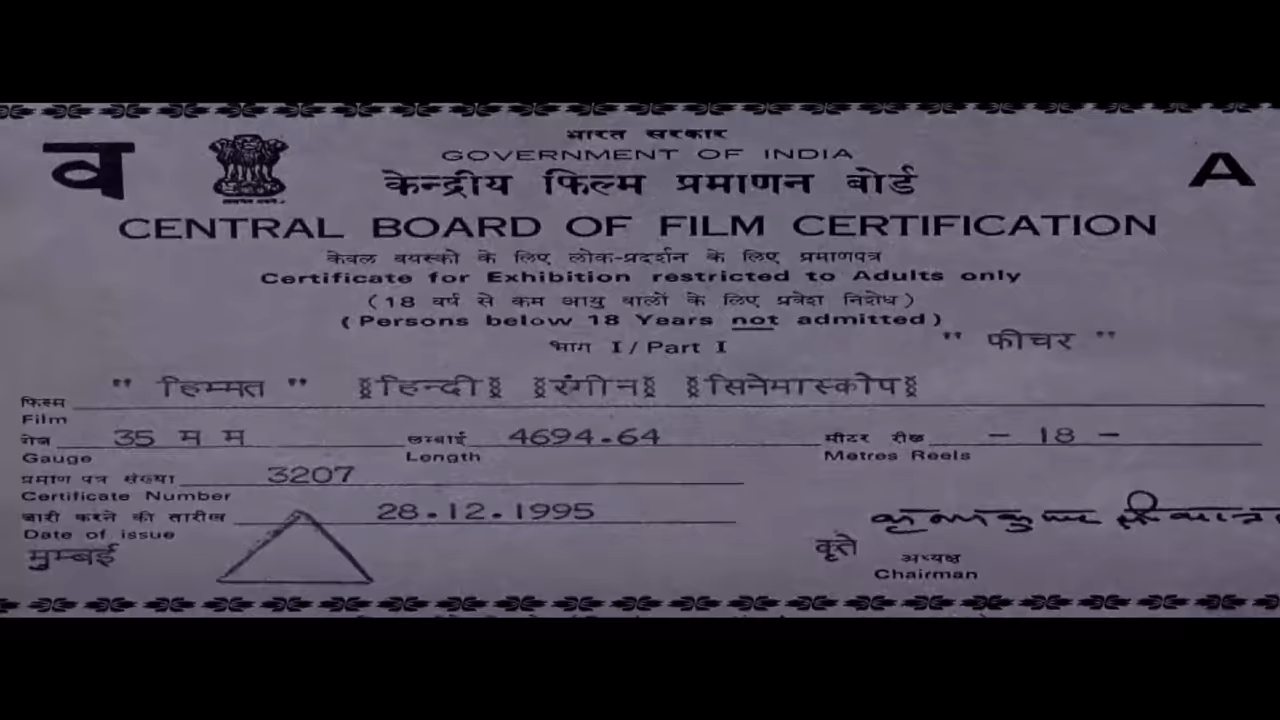 व
A
भारत सरकार
GOVERNMENT OF INDIA
केन्द्रीय फिल्म प्रमाणन बोर्ड
CENTRAL BOARD OF FILM CERTIFICATION
केवल वयस्को के लिए लोक-प्रदर्शन के लिए प्रमाणपत्र
Certificate for Exhibition restricted to Adults only
(18 वर्ष से कम आयु वालों के लिए प्रवेश निशेध)
(Persons below 18 Years not admitted)
भाग I / Part I
" फीचर "
फिल्म " हिम्मत " हिन्दी रंगीन सिनेमास्कोप
Film
गेज 35 म म लम्बाई 4694.64 मीटर रील - 18 -
Gauge Length Metres Reels
प्रमाण पत्र संख्या 3207
Certificate Number
जारी करने की तारीख 28.12.1995
Date of issue
मुम्बई
वृत्ते
अध्यक्ष
Chairman